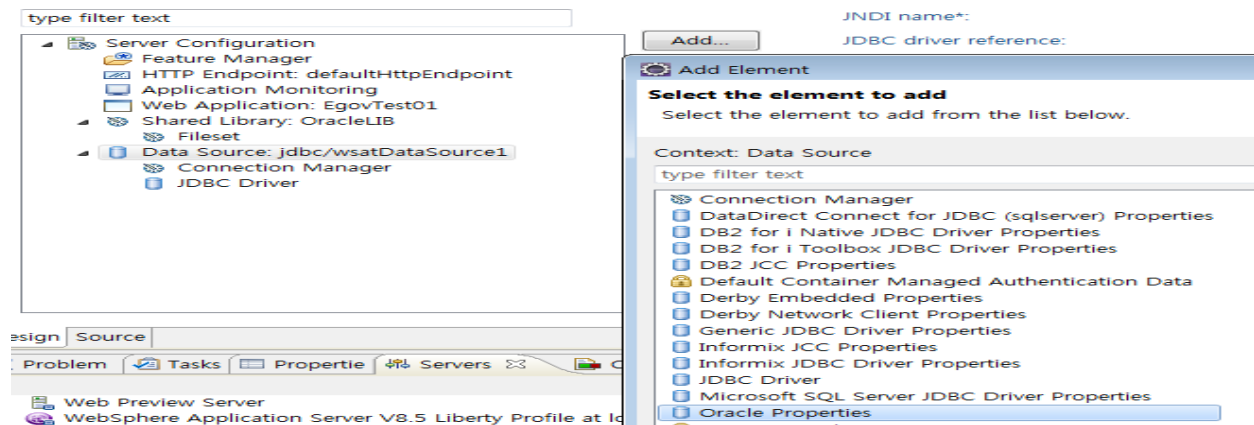 type filter text
Server Configuration
Feature Manager
HTTP Endpoint: defaultHttpEndpoint
Application Monitoring
Web Application: EgovTest01
Shared Library: OracleLIB
Fileset
Data Source: jdbc/wsatDataSource1
Connection Manager
JDBC Driver
esign Source
Problem Tasks Propertie Servers
Web Preview Server
WebSphere Application Server V8.5 Liberty Profile at lo
JNDI name*:
Add... JDBC driver reference:
Add Element
Select the element to add
Select the element to add from the list below.
Context: Data Source
type filter text
Connection Manager
DataDirect Connect for JDBC (sqlserver) Properties
DB2 for i Native JDBC Driver Properties
DB2 for i Toolbox JDBC Driver Properties
DB2 JCC Properties
Default Container Managed Authentication Data
Derby Embedded Properties
Derby Network Client Properties
Generic JDBC Driver Properties
Informix JCC Properties
Informix JDBC Driver Properties
JDBC Driver
Microsoft SQL Server JDBC Driver Properties
Oracle Properties